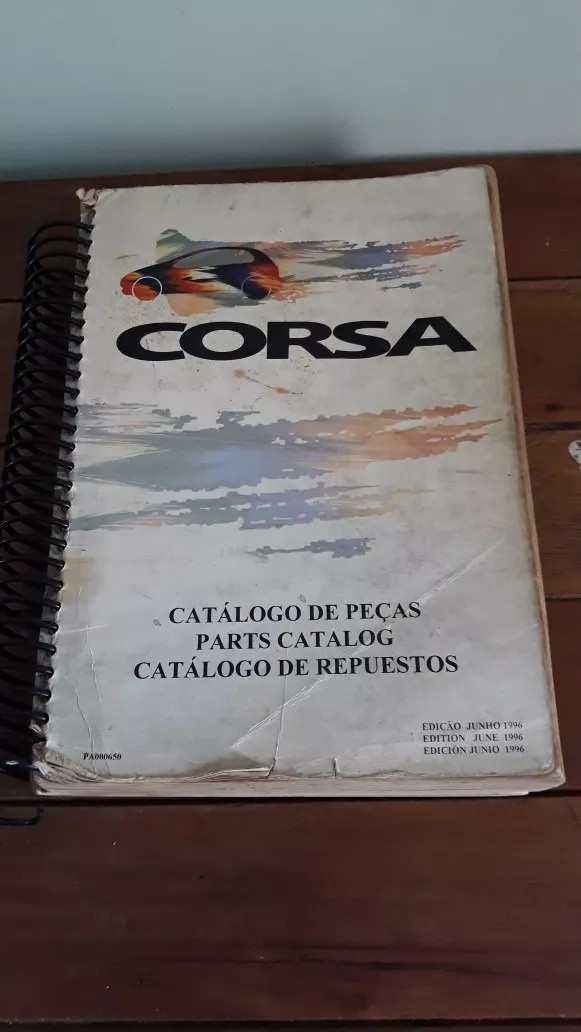 CORSA
CATÁLOGO DE PEÇAS
PARTS CATALOG
CATÁLOGO DE REPUESTOS
EDIÇÃO JUNHO 1996
EDITION JUNE 1996
EDICIÓN JUNIO 1996
PA000650